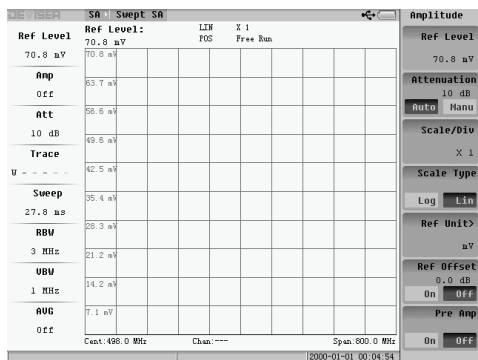 DEVISER
SA Swept SA
Amplitude
Ref Level
70.8 mV
Amp
Off
Att
10 dB
Trace
W - - - - -
Sweep
27.8 ms
RBW
3 MHz
VBW
1 MHz
AVG
Off
Ref Level:
70.8 mV
LIN
POS
X 1
Free Run
70.8 mV
63.7 mV
56.6 mV
49.6 mV
42.5 mV
35.4 mV
28.3 mV
21.2 mV
14.2 mV
7.1 mV
Cent:498.0 MHz
Chan:---
Span:800.0 MHz
2000-01-01 00:04:54
Ref Level
70.8 mV
Attenuation
10 dB
Auto Manu
Scale/Div
X 1
Scale Type
Log Lin
Ref Unit>
mV
Ref Offset
0.0 dB
On Off
Pre Amp
On Off